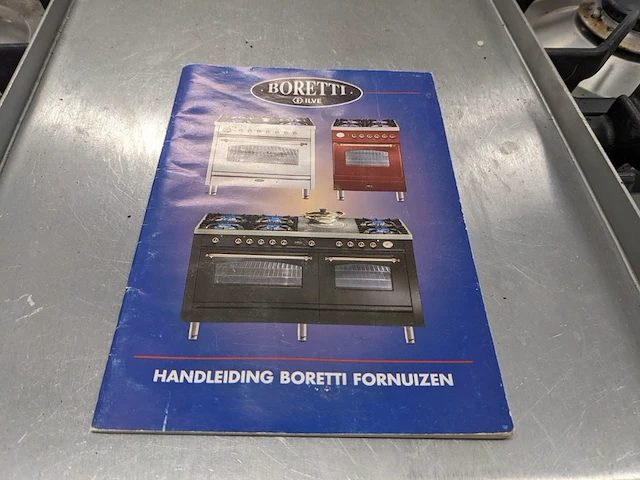 BORETTI
ILVE
HANDLEIDING BORETTI FORNUIZEN